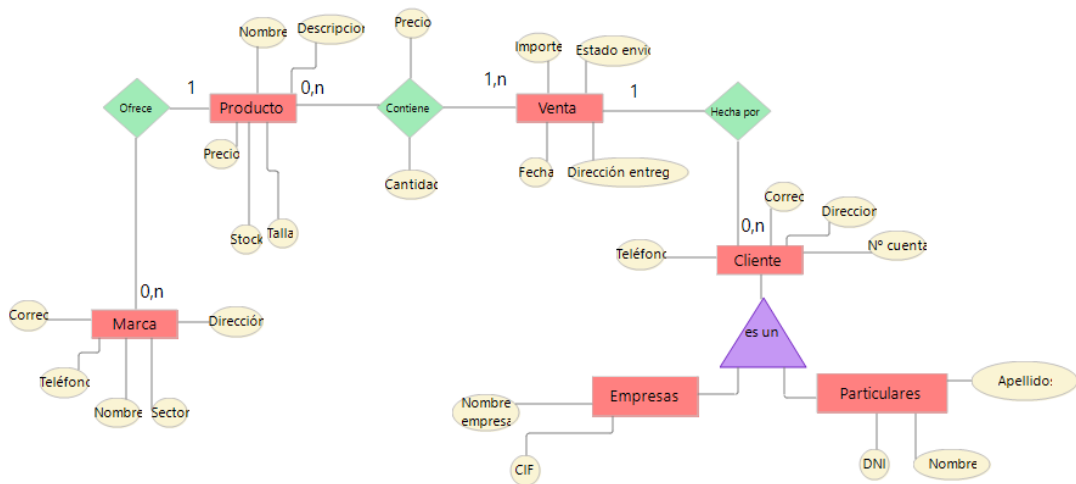 Nombre
Descripcion
Precio
Importe
Estado envio
Ofrece
1
Producto
0,n
Contiene
1,n
Venta
1
Hecha por
Precio
Cantidad
Fecha
Dirección entreg
Stock
Talla
Correo
Direccion
Nº cuenta
0,n
Teléfono
Cliente
0,n
Correo
Marca
Dirección
Teléfono
Nombre
Sector
es un
Empresas
Particulares
Apellidos
Nombre
empresa
CIF
DNI
Nombre